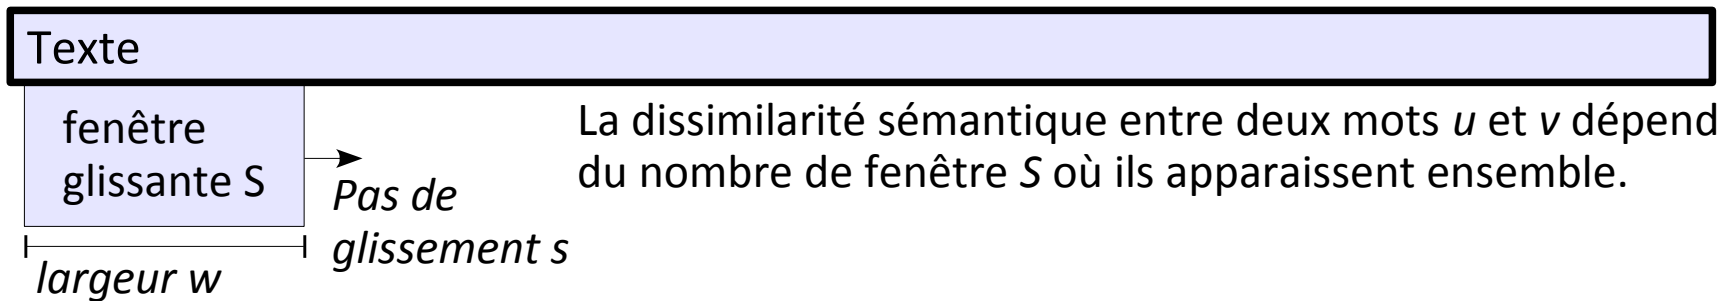 Texte
fenêtre
glissante S
La dissimilarité sémantique entre deux mots u et v dépend
du nombre de fenêtre S où ils apparaissent ensemble.
Pas de
glissement s
largeur w